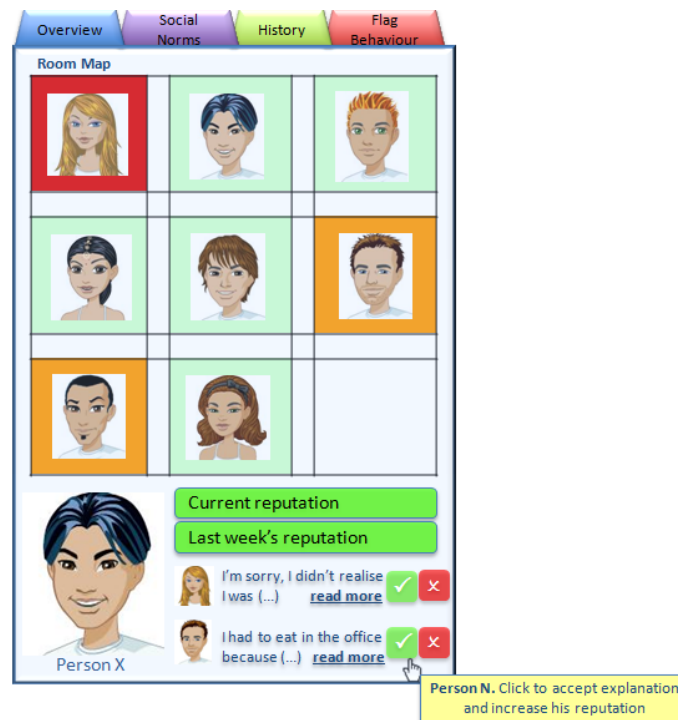 Overview
Social
Norms
History
Flag
Behaviour
Room Map
Current reputation
Last week's reputation
I'm sorry, I didn't realise
I was (...) read more
I had to eat in the office
because (...) read more
Person X
Person N. Click to accept explanation
and increase his reputation